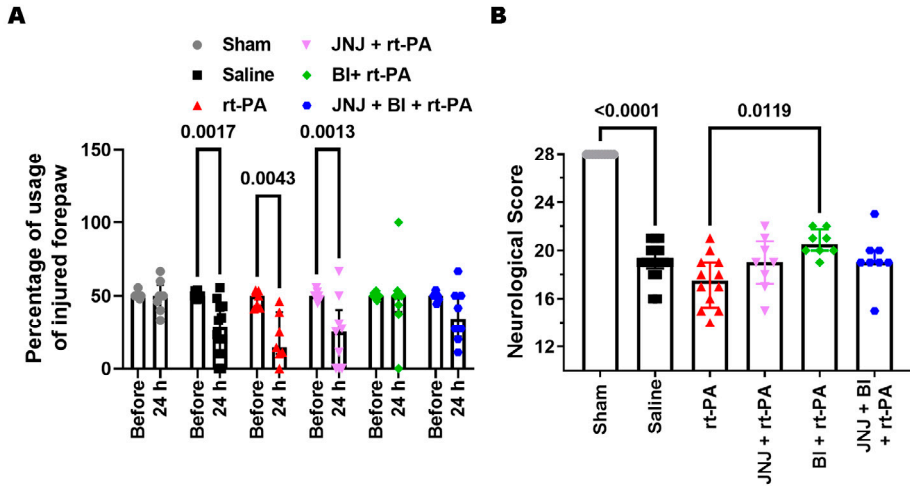 A
Sham
Saline
rt-PA
JNJ + rt-PA
BI+ rt-PA
JNJ + BI + rt-PA
0.0017
0.0043
0.0013
Percentage of usage
of injured forepaw
150
100
50
0
Before
24 h
Before
24 h
Before
24 h
Before
24 h
Before
24 h
Before
24 h
B
<0.0001
0.0119
Neurological Score
28
24
20
16
12
Sham
Saline
rt-PA
JNJ + rt-PA
BI + rt-PA
JNJ + BI
+ rt-PA